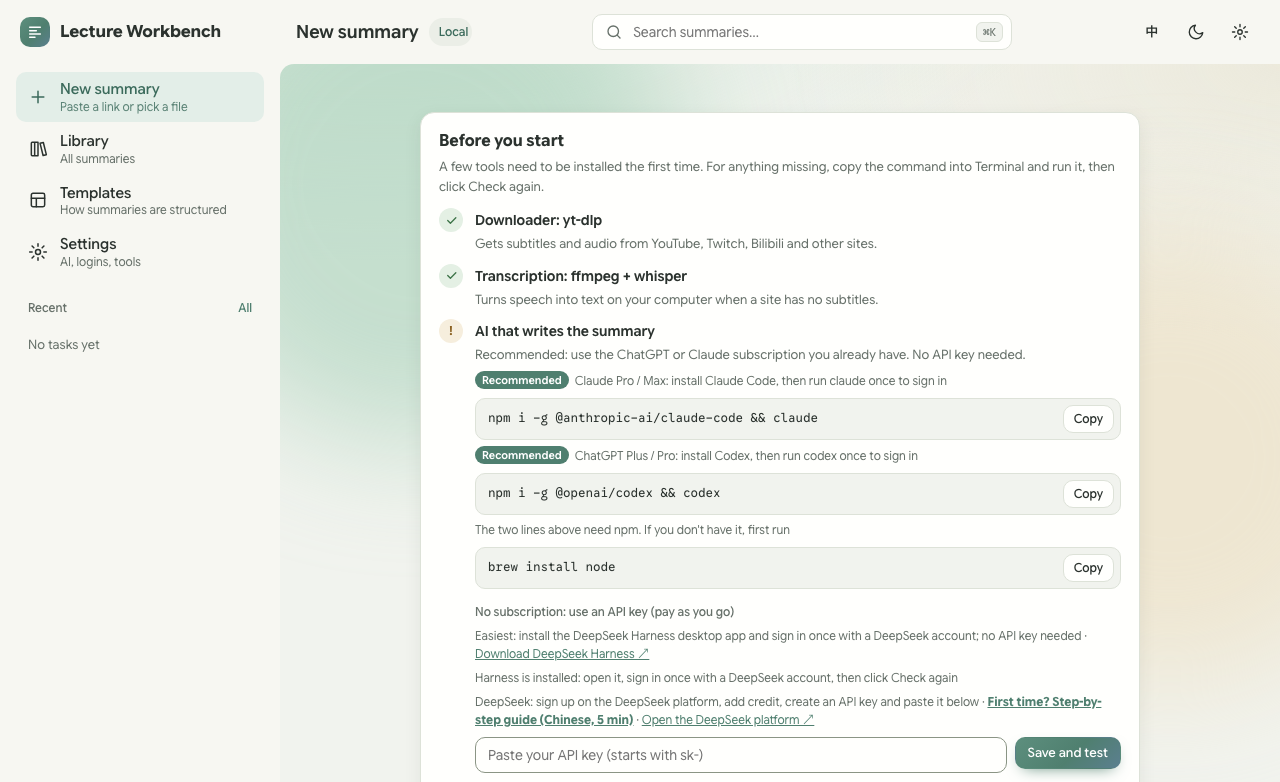 Lecture Workbench
New summary
Local
Search summaries...
⌘K
中
New summary
Paste a link or pick a file
Library
All summaries
Templates
How summaries are structured
Settings
AI, logins, tools
Recent
All
No tasks yet
Before you start
A few tools need to be installed the first time. For anything missing, copy the command into Terminal and run it, then
click Check again.
Downloader: yt-dlp
Gets subtitles and audio from YouTube, Twitch, Bilibili and other sites.
Transcription: ffmpeg + whisper
Turns speech into text on your computer when a site has no subtitles.
!
AI that writes the summary
Recommended: use the ChatGPT or Claude subscription you already have. No API key needed.
Recommended Claude Pro / Max: install Claude Code, then run claude once to sign in
npm i -g @anthropic-ai/claude-code && claude
Copy
Recommended ChatGPT Plus / Pro: install Codex, then run codex once to sign in
npm i -g @openai/codex && codex
Copy
The two lines above need npm. If you don't have it, first run
brew install node
Copy
No subscription: use an API key (pay as you go)
Easiest: install the DeepSeek Harness desktop app and sign in once with a DeepSeek account; no API key needed ·
Download DeepSeek Harness ↗
Harness is installed: open it, sign in once with a DeepSeek account, then click Check again
DeepSeek: sign up on the DeepSeek platform, add credit, create an API key and paste it below · First time? Step-by-
step guide (Chinese, 5 min) · Open the DeepSeek platform ↗
Paste your API key (starts with sk-)
Save and test